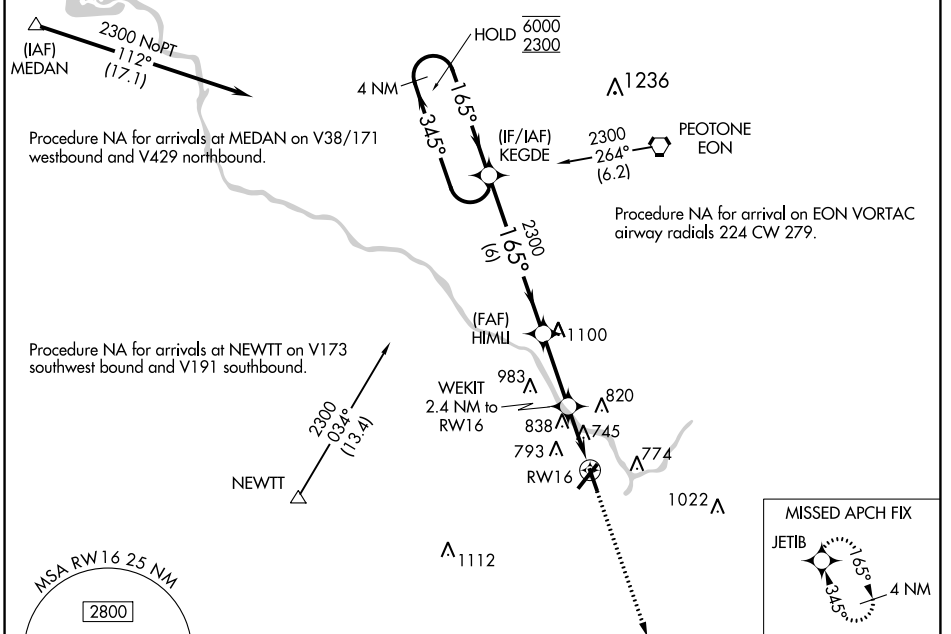 (IAF)
MEDAN
2300 NoPT
112°
(17.1)
HOLD
6000
2300
4 NM
165°
345°
1236
(IF/IAF)
KEGDE
2300
264°
(6.2)
PEOTONE
EON
Procedure NA for arrivals at MEDAN on V38/171
westbound and V429 northbound.
Procedure NA for arrival on EON VORTAC
airway radials 224 CW 279.
2300
165°
(6)
(FAF)
HIMLI
1100
Procedure NA for arrivals at NEWTT on V173
southwest bound and V191 southbound.
983
WEKIT
2.4 NM to
RW16
820
838
745
793
774
RW16
2300
034°
(13.4)
NEWTT
1022
1112
MISSED APCH FIX
JETIB
165°
345°
4 NM
MSA RW16 25 NM
2800